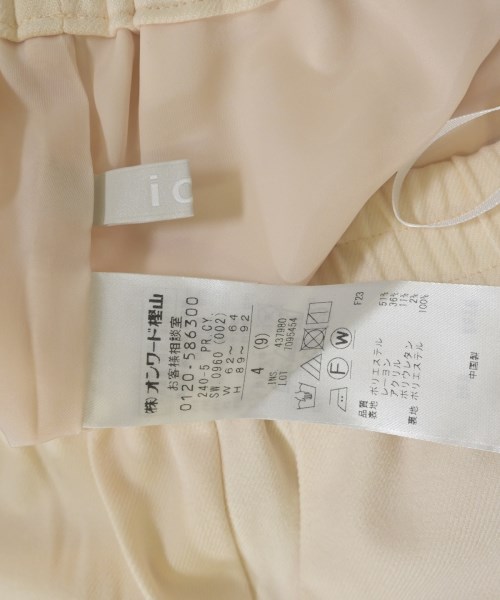 ic
(株)オンワード樫山
お客様相談室
0120-586300
240-5 PR.GY.
SW 0960 (002)
W 62~ 64
H 89~ 92
4 (9)
INS 437980
LOT 7095454
F W
F23
品質
表地 ポリエステル 51%
レーヨン 36%
アクリル 11%
ポリウレタン 2%
裏地 ポリエステル 100%
中国製